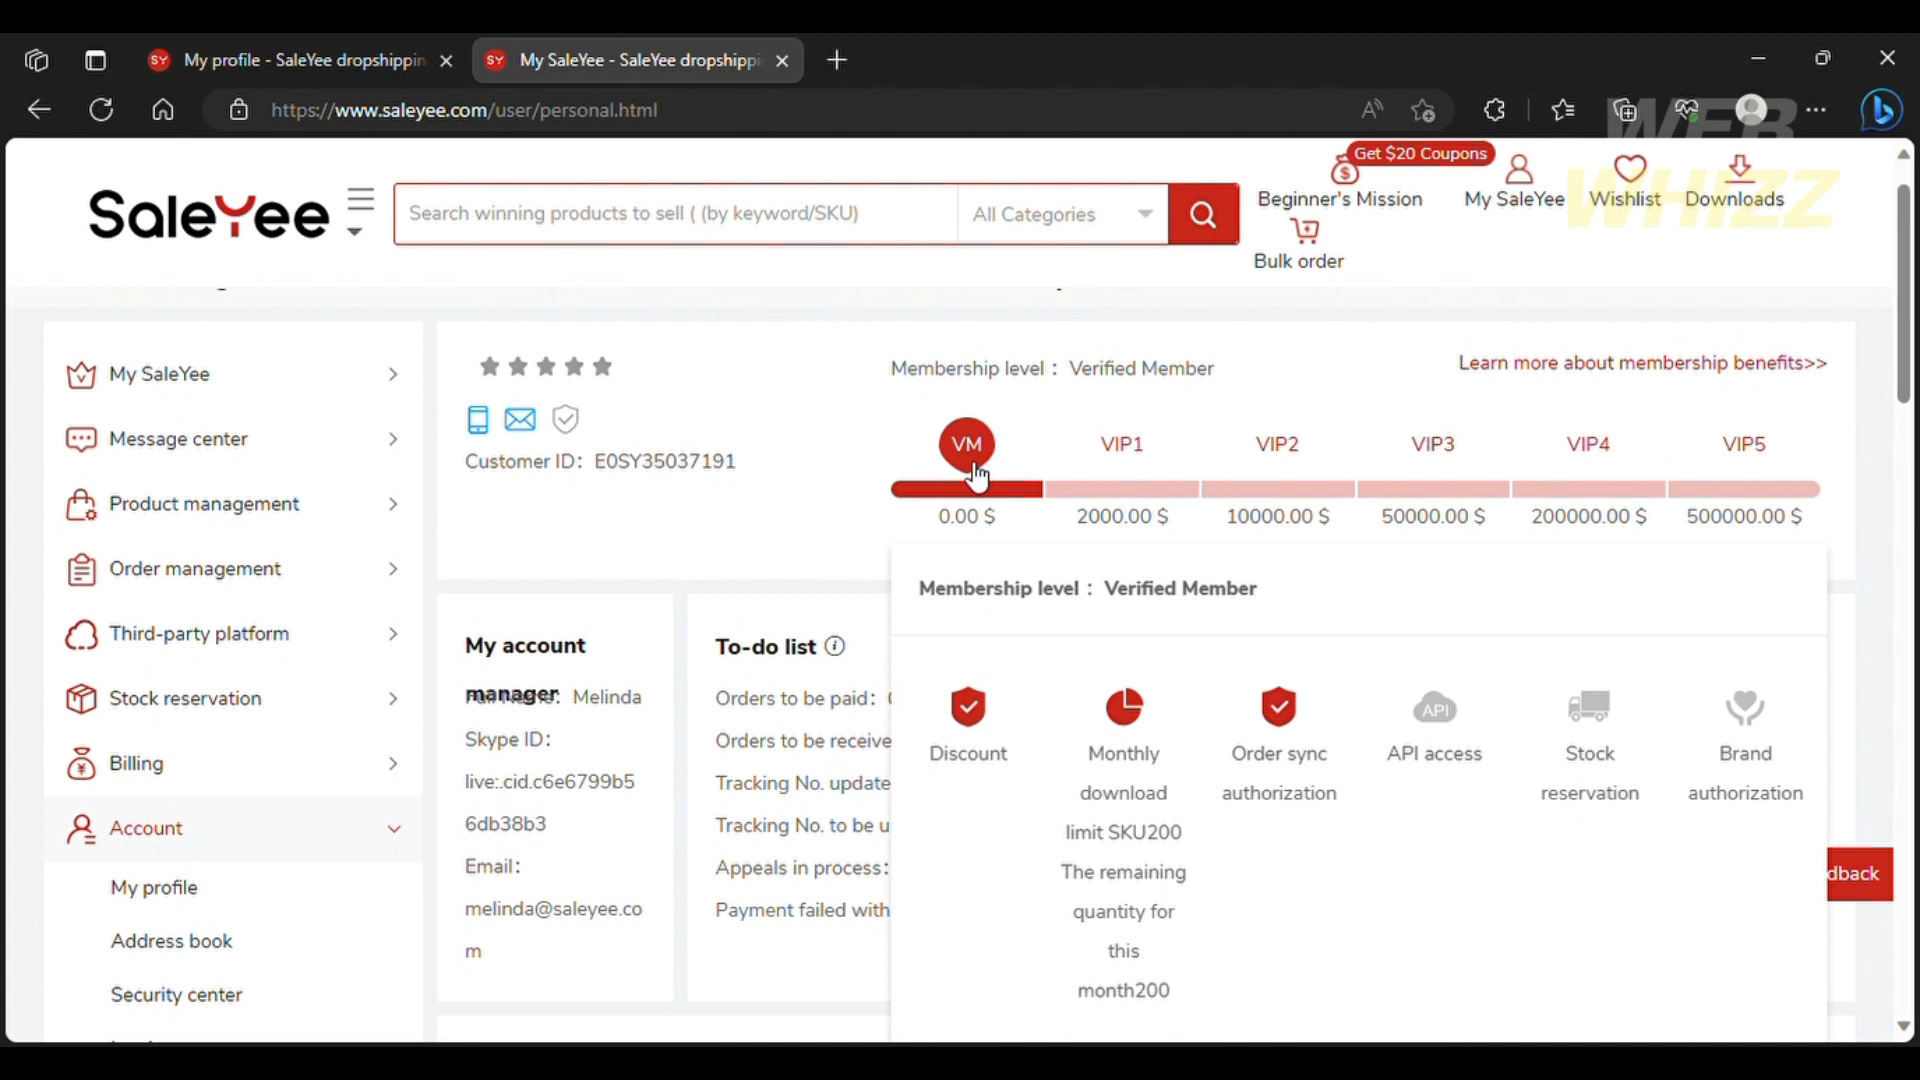 My profile - SaleYee dropshippin
My SaleYee - SaleYee dropshippi
https://www.saleyee.com/user/personal.html
WEB
WHIZZ
SaleYee
Search winning products to sell ( (by keyword/SKU)
All Categories
Get $20 Coupons
Beginner's Mission
My SaleYee
Wishlist
Downloads
Bulk order
My SaleYee
Message center
Product management
Order management
Third-party platform
Stock reservation
Billing
Account
My profile
Address book
Security center
Customer ID: E0SY35037191
Membership level : Verified Member
Learn more about membership benefits>>
VM VIP1 VIP2 VIP3 VIP4 VIP5
0.00 $ 2000.00 $ 10000.00 $ 50000.00 $ 200000.00 $ 500000.00 $
My account
manager
Full Name: Melinda
Skype ID:
live:.cid.c6e6799b5
6db38b3
Email:
melinda@saleyee.co
m
To-do list
Orders to be paid:
Orders to be receive
Tracking No. update
Tracking No. to be u
Appeals in process:
Payment failed with
Membership level : Verified Member
Discount
Monthly
download
limit SKU200
The remaining
quantity for
this
month200
Order sync
authorization
API
API access
Stock
reservation
Brand
authorization
dback